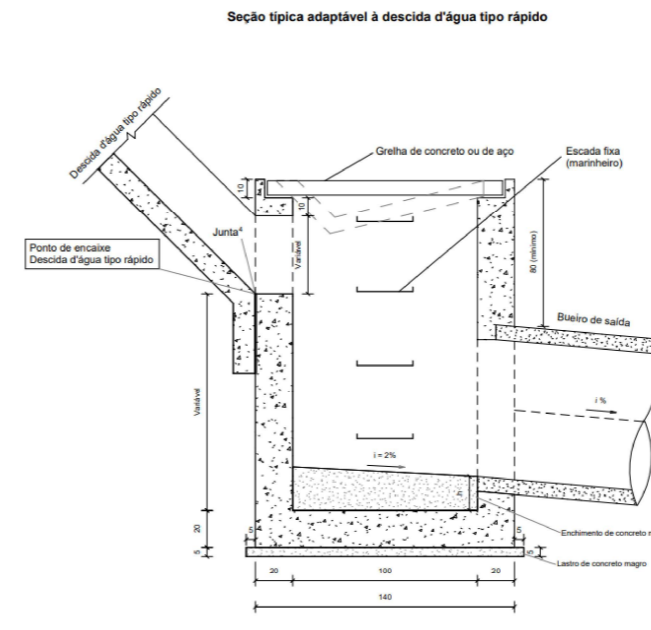 Seção típica adaptável à descida d'água tipo rápido
Descida d'água tipo rápido
Grelha de concreto ou de aço
Escada fixa
(marinheiro)
10
10
Junta⁴
Variável
80 (mínimo)
Ponto de encaixe
Descida d'água tipo rápido
Bueiro de saída
i %
Variável
i = 2%
h
20
5
5
Enchimento de concreto
5
5
Lastro de concreto magro
20
100
20
140